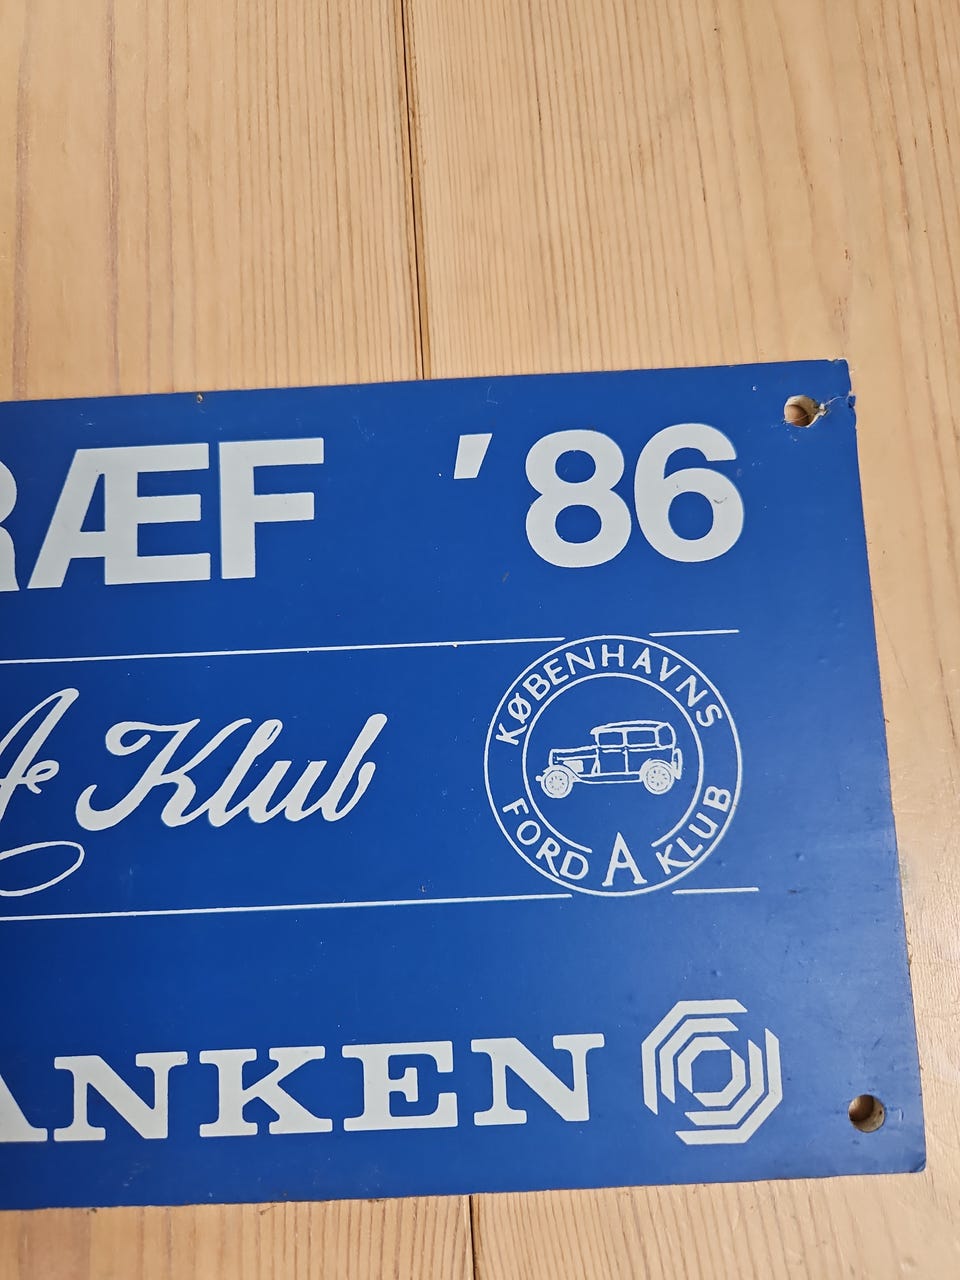 RÆF '86
A Klub
KØBENHAVNS
FORD A KLUB
ANKEN